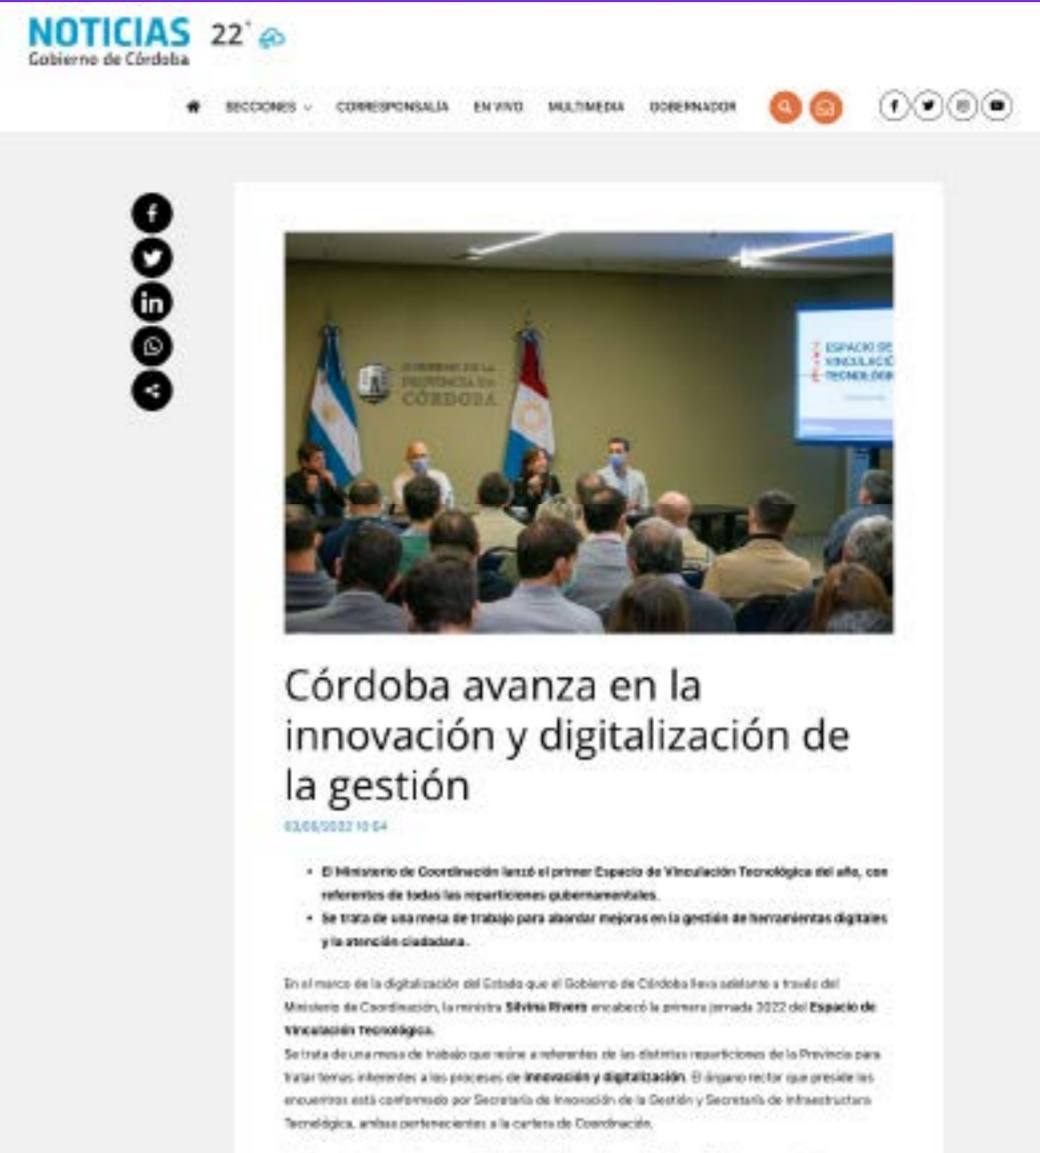 NOTICIAS 22°
Gobierno de Córdoba
SECCIONES CORRESPONSALÍA EN VIVO MULTIMEDIA GOBERNADOR
GOBIERNO DE LA
PROVINCIA DE
CÓRDOBA
ESPACIO DE
VINCULACIÓ
TECNOLÓGI
Córdoba avanza en la
innovación y digitalización de
la gestión
• El Ministerio de Coordinación lanzó el primer Espacio de Vinculación Tecnológica del año, con
referentes de todas las reparticiones gubernamentales.
• Se trata de una mesa de trabajo para abordar mejoras en la gestión de herramientas digitales
y la atención ciudadana.
En el marco de la digitalización del Estado que el Gobierno de Córdoba lleva adelante a través del
Ministerio de Coordinación, la ministra Silvina Rivero encabezó la primera jornada 2022 del Espacio de
Vinculación Tecnológica.
Se trata de una mesa de trabajo que reúne a referentes de las distintas reparticiones de la Provincia para
tratar temas inherentes a los procesos de innovación y digitalización. El órgano rector que preside los
encuentros está conformado por Secretaría de Innovación de la Gestión y Secretaría de Infraestructura
Tecnológica, ambas pertenecientes a la cartera de Coordinación.